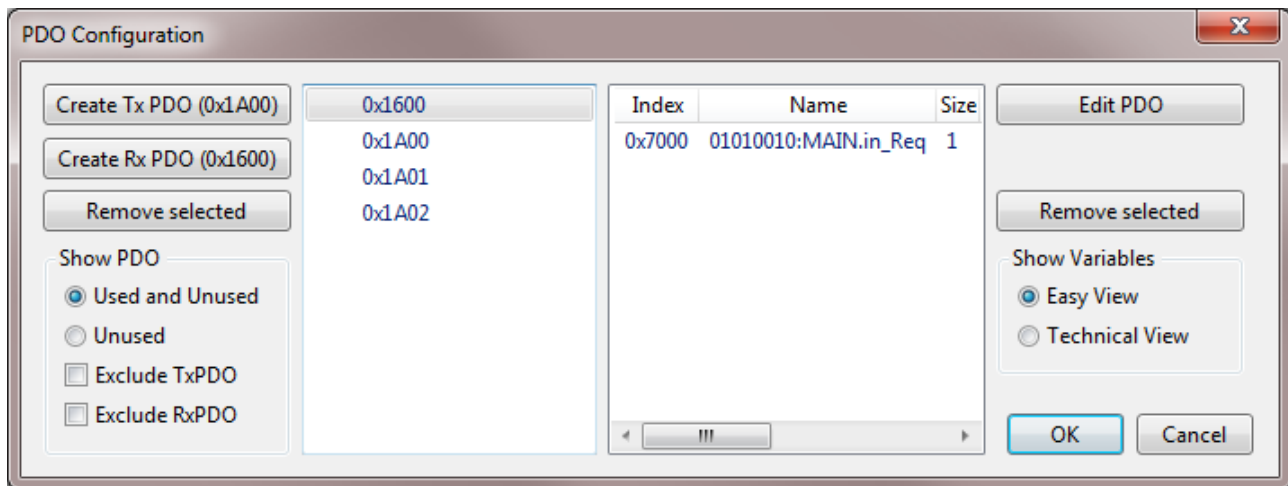 PDO Configuration
Create Tx PDO (0x1A00)
Create Rx PDO (0x1600)
Remove selected
Show PDO
Used and Unused
Unused
Exclude TxPDO
Exclude RxPDO
0x1600
0x1A00
0x1A01
0x1A02
Index Name Size
0x7000 01010010:MAIN.in_Req 1
Edit PDO
Remove selected
Show Variables
Easy View
Technical View
OK Cancel